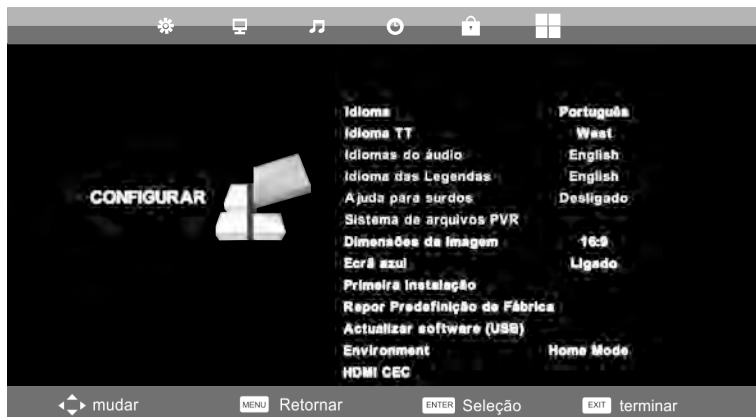 Idioma Português
Idioma TT West
Idiomas do áudio English
Idioma das Legendas English
CONFIGURAR
Ajuda para surdos Desligado
Sistema de arquivos PVR
Dimensões da Imagem 16:9
Ecrã azul Ligado
Primeira Instalação
Repor Predefinição de Fábrica
Actualizar software (USB)
Environment Home Mode
HDMI CEC
mudar MENU Retornar ENTER Seleção EXIT terminar